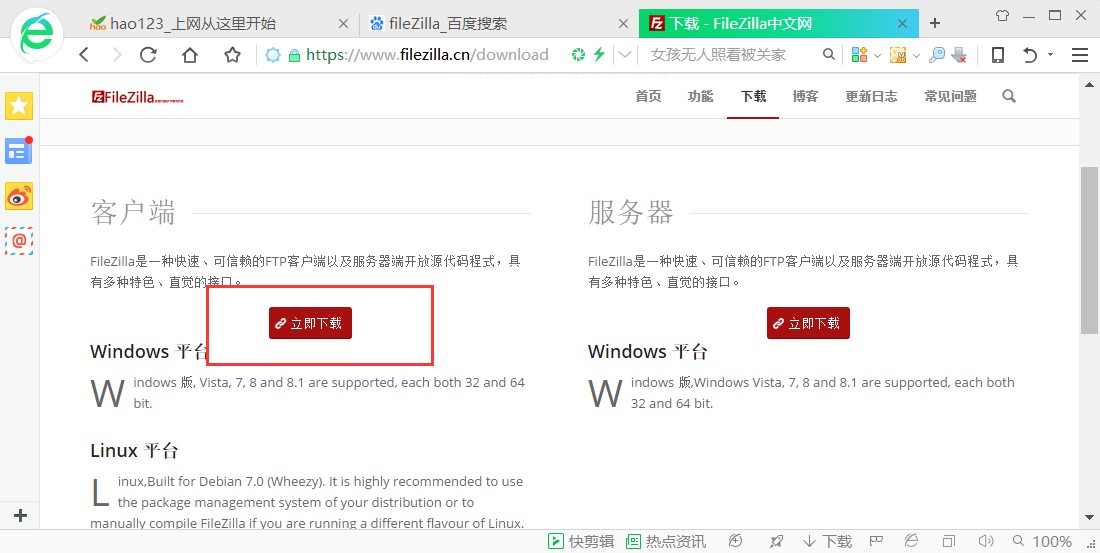 hao123_上网从这里开始
fileZilla_百度搜索
下载 - FileZilla中文网
https://www.filezilla.cn/download
女孩无人照看被关家
FileZilla
首页 功能 下载 博客 更新日志 常见问题
客户端
FileZilla是一种快速、可信赖的FTP客户端以及服务器端开放源代码程式，具
有多种特色、直觉的接口。
立即下载
Windows 平台
Windows 版, Vista, 7, 8 and 8.1 are supported, each both 32 and 64
bit.
Linux 平台
Linux,Built for Debian 7.0 (Wheezy). It is highly recommended to use
the package management system of your distribution or to
manually compile FileZilla if you are running a different flavour of Linux.
服务器
FileZilla是一种快速、可信赖的FTP客户端以及服务器端开放源代码程式，具
有多种特色、直觉的接口。
立即下载
Windows 平台
Windows 版,Windows Vista, 7, 8 and 8.1 are supported, each both
32 and 64 bit.
快剪辑 热点资讯 下载 100%